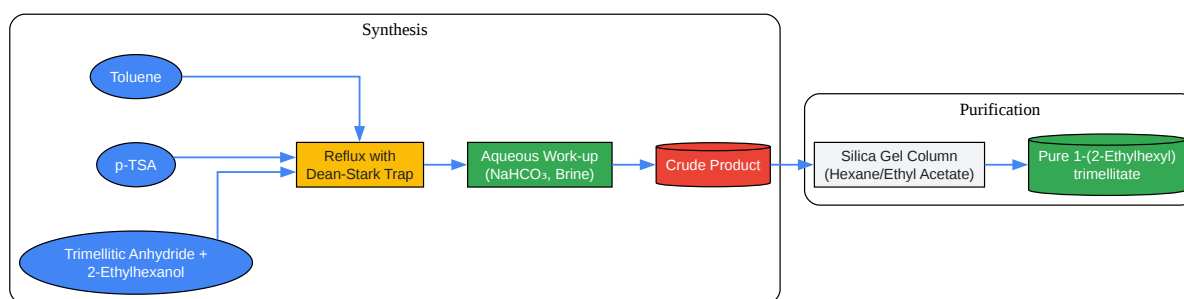 Synthesis
Toluene
p-TSA
Trimellitic Anhydride +
2-Ethylhexanol
Reflux with
Dean-Stark Trap
Aqueous Work-up
(NaHCO₃, Brine)
Crude Product
Purification
Silica Gel Column
(Hexane/Ethyl Acetate)
Pure 1-(2-Ethylhexyl)
trimellitate